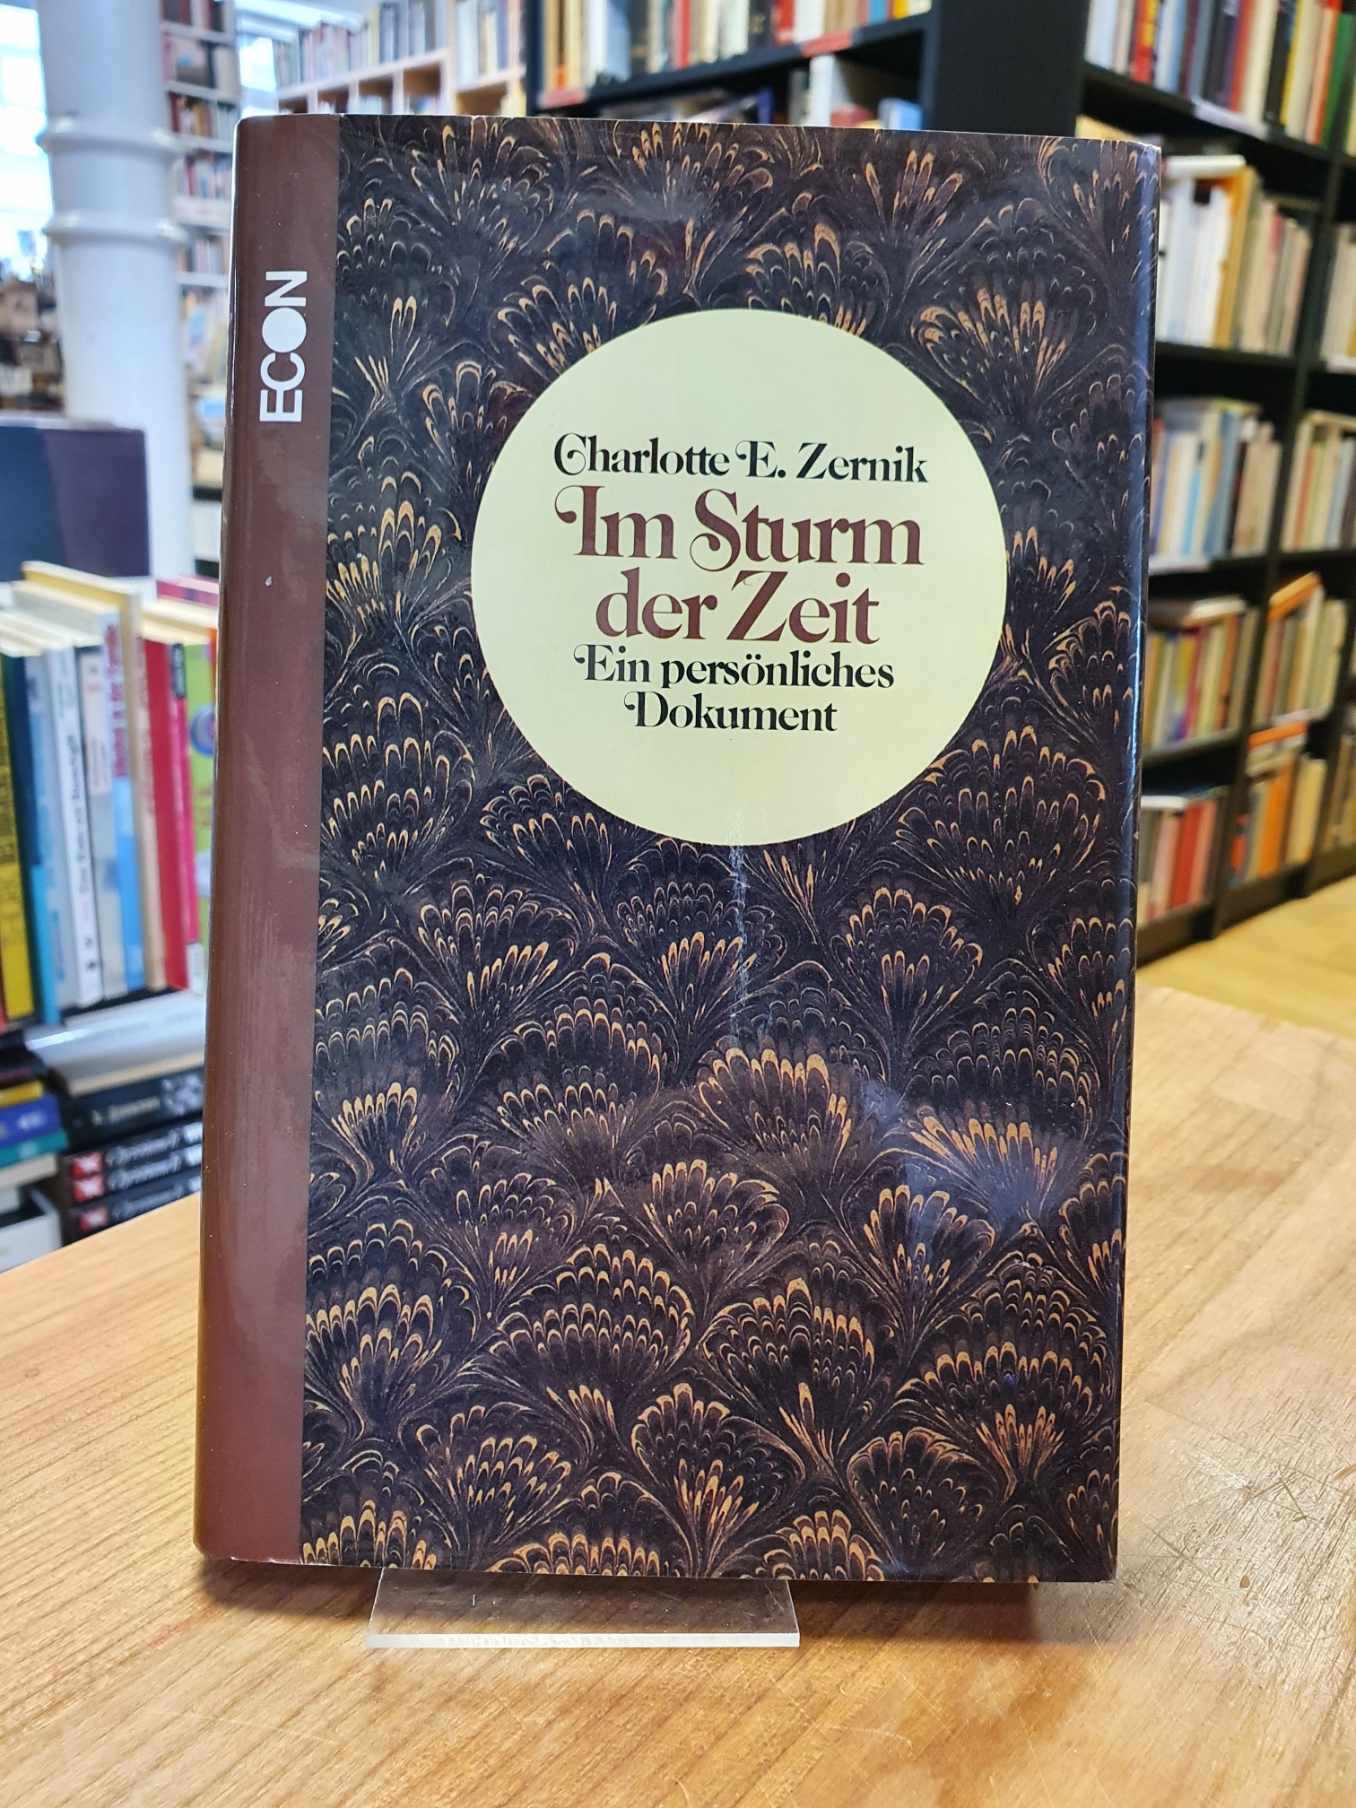 ECON
Charlotte E. Zernik
Im Sturm
der Zeit
Ein persönliches
Dokument